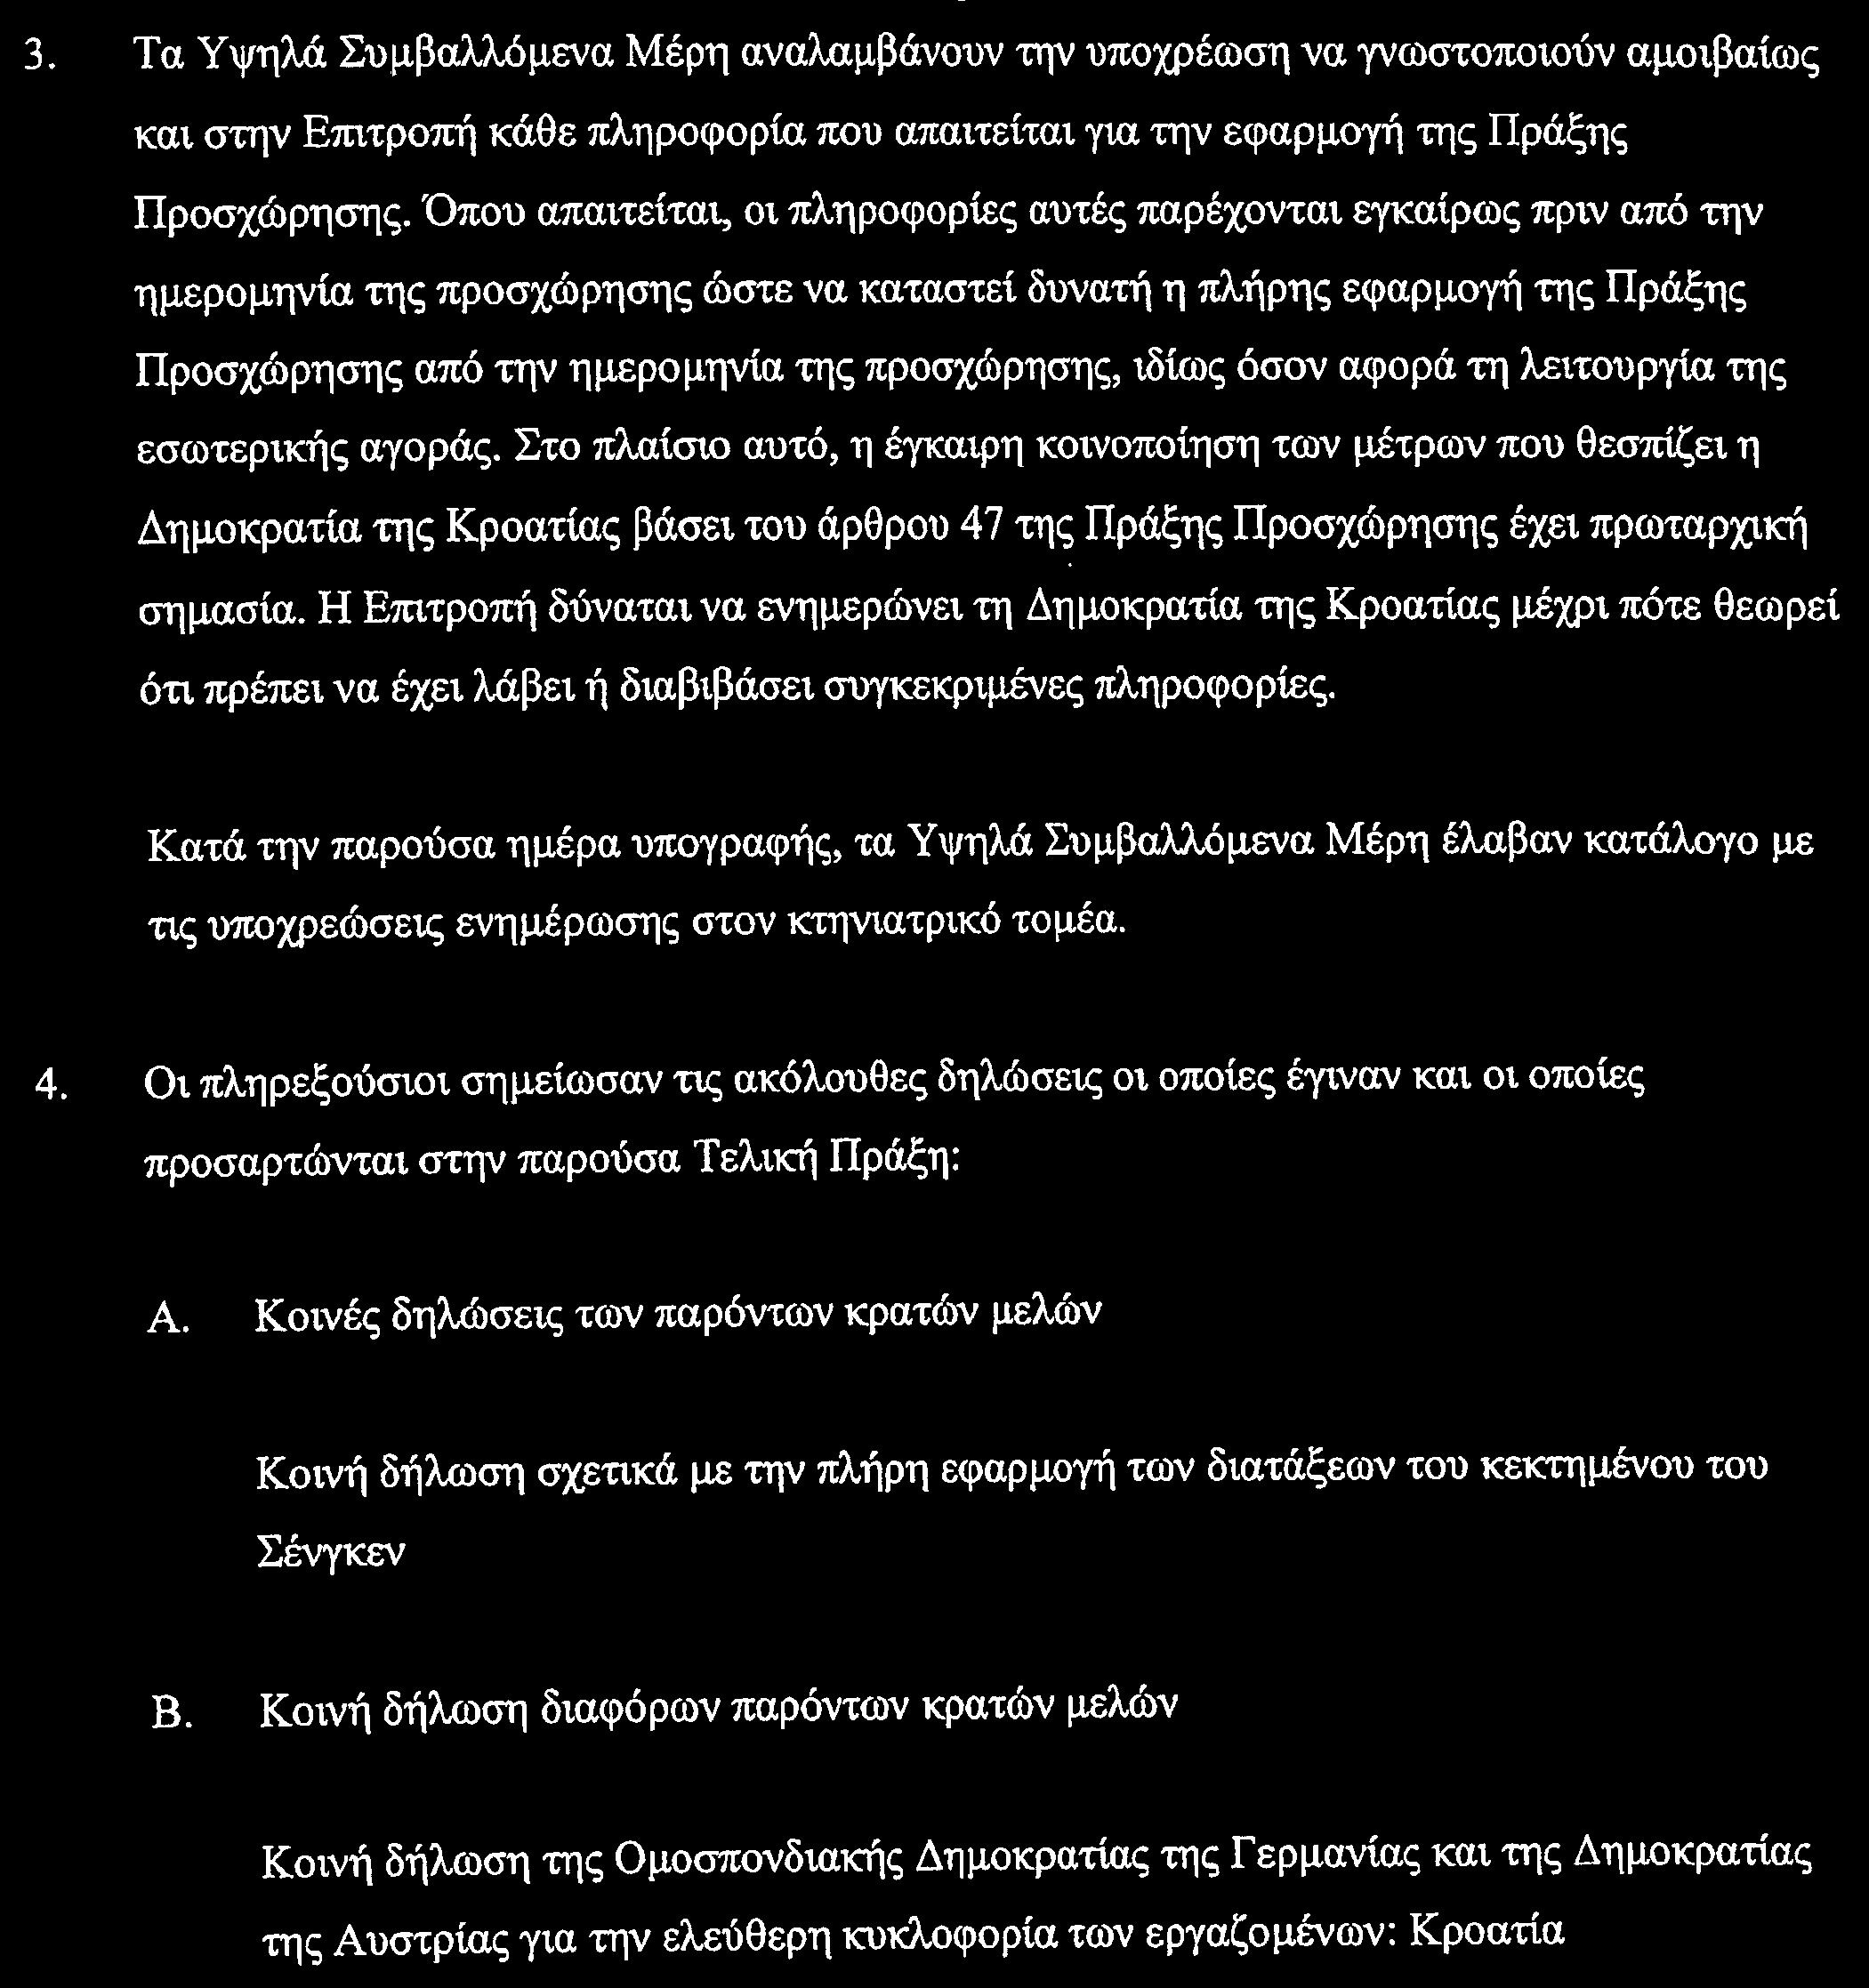 3. Τα Υψηλά Συμβαλλόμενα Μέρη αναλαμβάνουν την υποχρέωση να γνωστοποιούν αμοιβαίως
και στην Επιτροπή κάθε πληροφορία που απαιτείται για την εφαρμογή της Πράξης
Προσχώρησης. Όπου απαιτείται, οι πληροφορίες αυτές παρέχονται εγκαίρως πριν από την
ημερομηνία της προσχώρησης ώστε να καταστεί δυνατή η πλήρης εφαρμογή της Πράξης
Προσχώρησης από την ημερομηνία της προσχώρησης, ιδίως όσον αφορά τη λειτουργία της
εσωτερικής αγοράς. Στο πλαίσιο αυτό, η έγκαιρη κοινοποίηση των μέτρων που θεσπίζει η
Δημοκρατία της Κροατίας βάσει του άρθρου 47 της Πράξης Προσχώρησης έχει πρωταρχική
σημασία. Η Επιτροπή δύναται να ενημερώνει τη Δημοκρατία της Κροατίας μέχρι πότε θεωρεί
ότι πρέπει να έχει λάβει ή διαβιβάσει συγκεκριμένες πληροφορίες.
Κατά την παρούσα ημέρα υπογραφής, τα Υψηλά Συμβαλλόμενα Μέρη έλαβαν κατάλογο με
τις υποχρεώσεις ενημέρωσης στον κτηνιατρικό τομέα.
4. Οι πληρεξούσιοι σημείωσαν τις ακόλουθες δηλώσεις οι οποίες έγιναν και οι οποίες
προσαρτώνται στην παρούσα Τελική Πράξη:
Α. Κοινές δηλώσεις των παρόντων κρατών μελών
Κοινή δήλωση σχετικά με την πλήρη εφαρμογή των διατάξεων του κεκτημένου του
Σένγκεν
Β. Κοινή δήλωση διαφόρων παρόντων κρατών μελών
Κοινή δήλωση της Ομοσπονδιακής Δημοκρατίας της Γερμανίας και της Δημοκρατίας
της Αυστρίας για την ελεύθερη κυκλοφορία των εργαζομένων: Κροατία